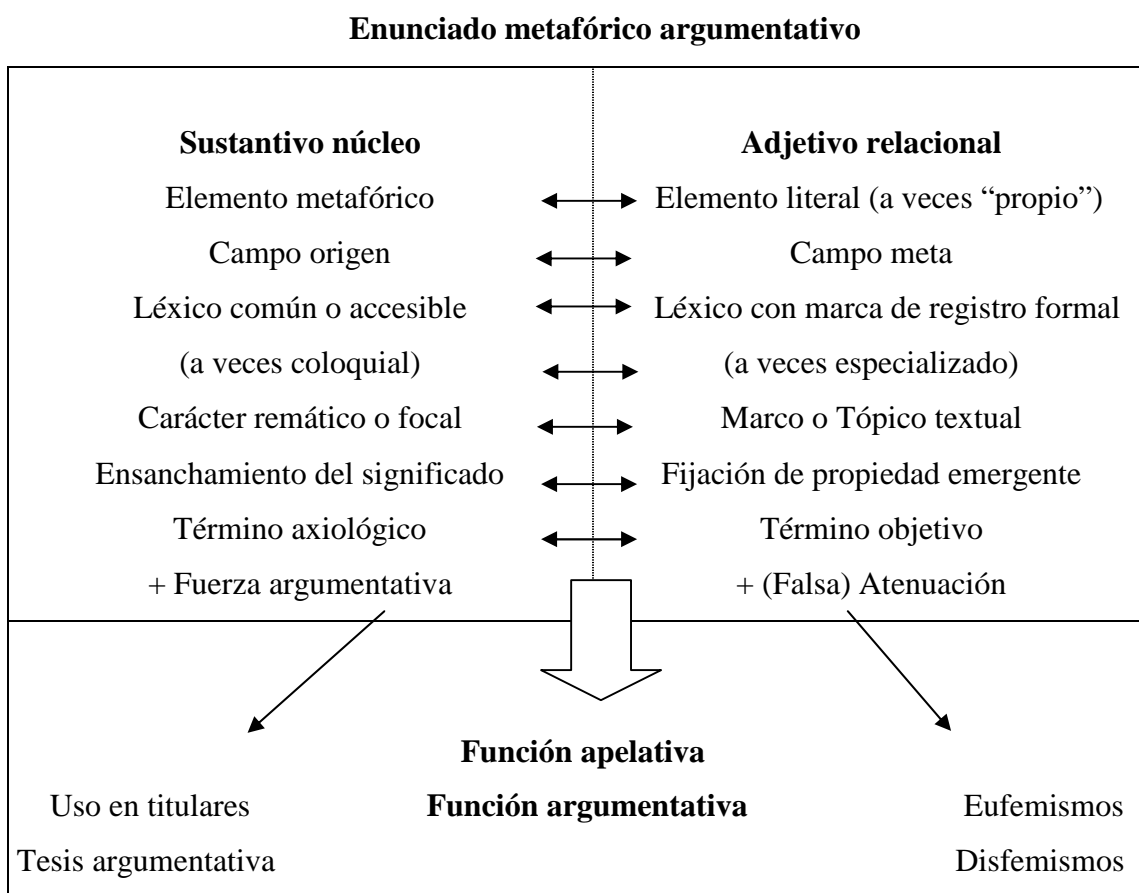 Enunciado metafórico argumentativo
Sustantivo núcleo
Adjetivo relacional
Elemento metafórico
Elemento literal (a veces “propio”)
Campo origen
Campo meta
Léxico común o accesible
Léxico con marca de registro formal
(a veces coloquial)
(a veces especializado)
Carácter remático o focal
Marco o Tópico textual
Ensanchamiento del significado
Fijación de propiedad emergente
Término axiológico
Término objetivo
+ Fuerza argumentativa
+ (Falsa) Atenuación
Función apelativa
Uso en titulares
Función argumentativa
Eufemismos
Tesis argumentativa
Disfemismos